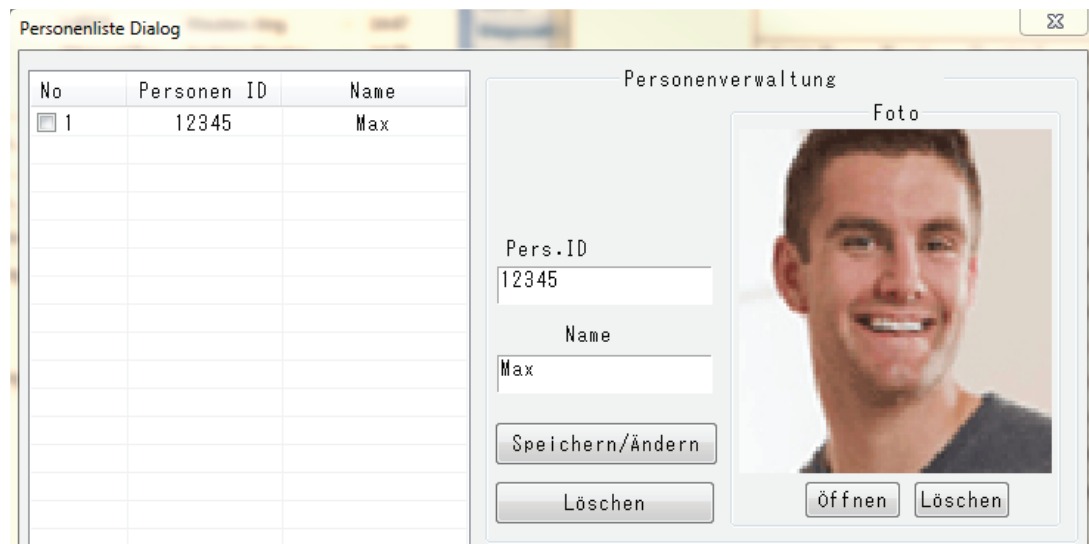 Personenliste Dialog
No Personen ID Name
1 12345 Max
Personenverwaltung
Foto
Pers.ID
12345
Name
Max
Speichern/Ändern
Löschen
Öffnen Löschen